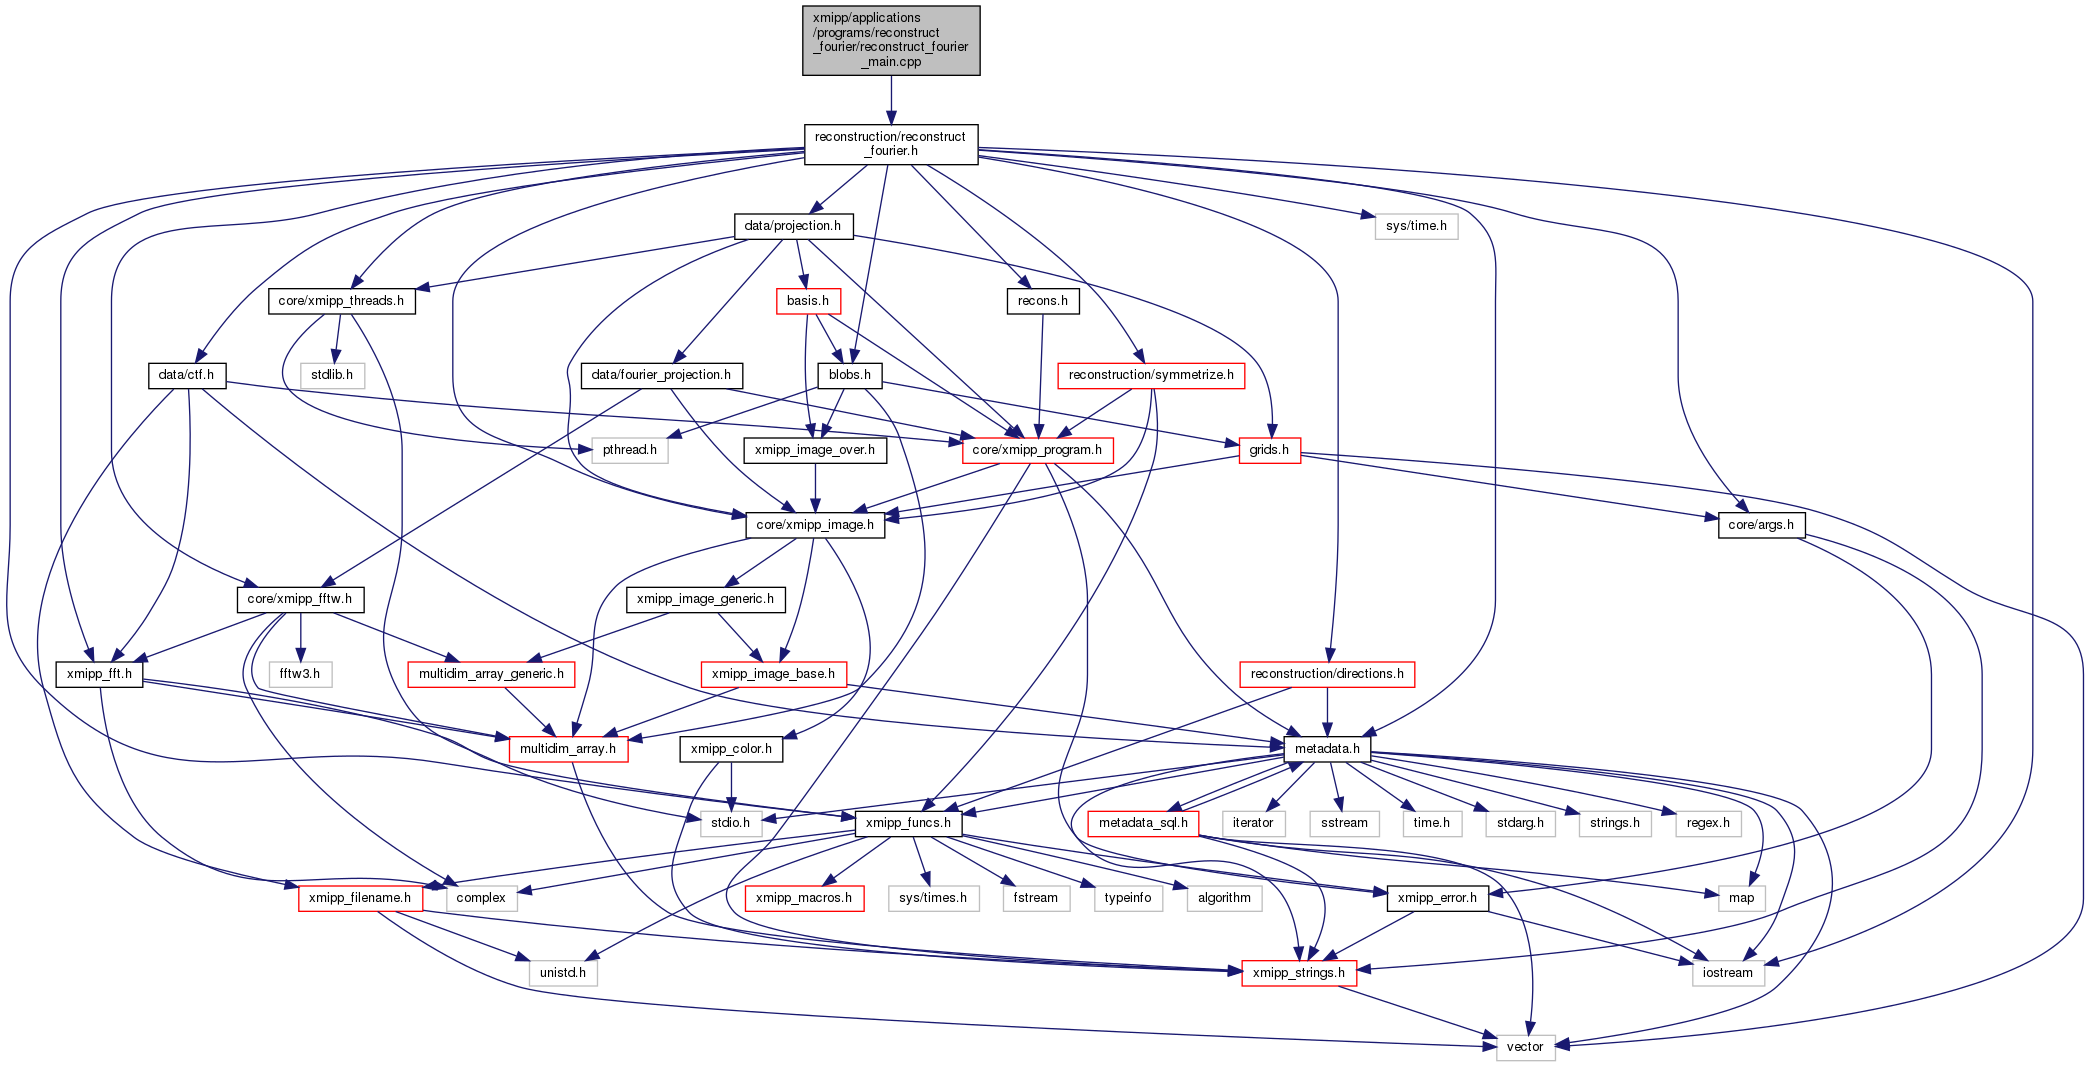 xmipp/applications
/programs/reconstruct
_fourier/reconstruct_fourier
_main.cpp
reconstruction/reconstruct
_fourier.h
data/projection.h
sys/time.h
core/xmipp_threads.h
basis.h
recons.h
data/ctf.h
stdlib.h
data/fourier_projection.h
blobs.h
reconstruction/symmetrize.h
pthread.h
xmipp_image_over.h
core/xmipp_program.h
grids.h
core/xmipp_image.h
core/args.h
core/xmipp_fftw.h
xmipp_image_generic.h
xmipp_fft.h
fftw3.h
multidim_array_generic.h
xmipp_image_base.h
reconstruction/directions.h
multidim_array.h
xmipp_color.h
metadata.h
stdio.h
xmipp_funcs.h
metadata_sql.h
iterator
sstream
time.h
stdarg.h
strings.h
regex.h
xmipp_filename.h
complex
xmipp_macros.h
sys/times.h
fstream
typeinfo
algorithm
xmipp_error.h
map
unistd.h
xmipp_strings.h
iostream
vector